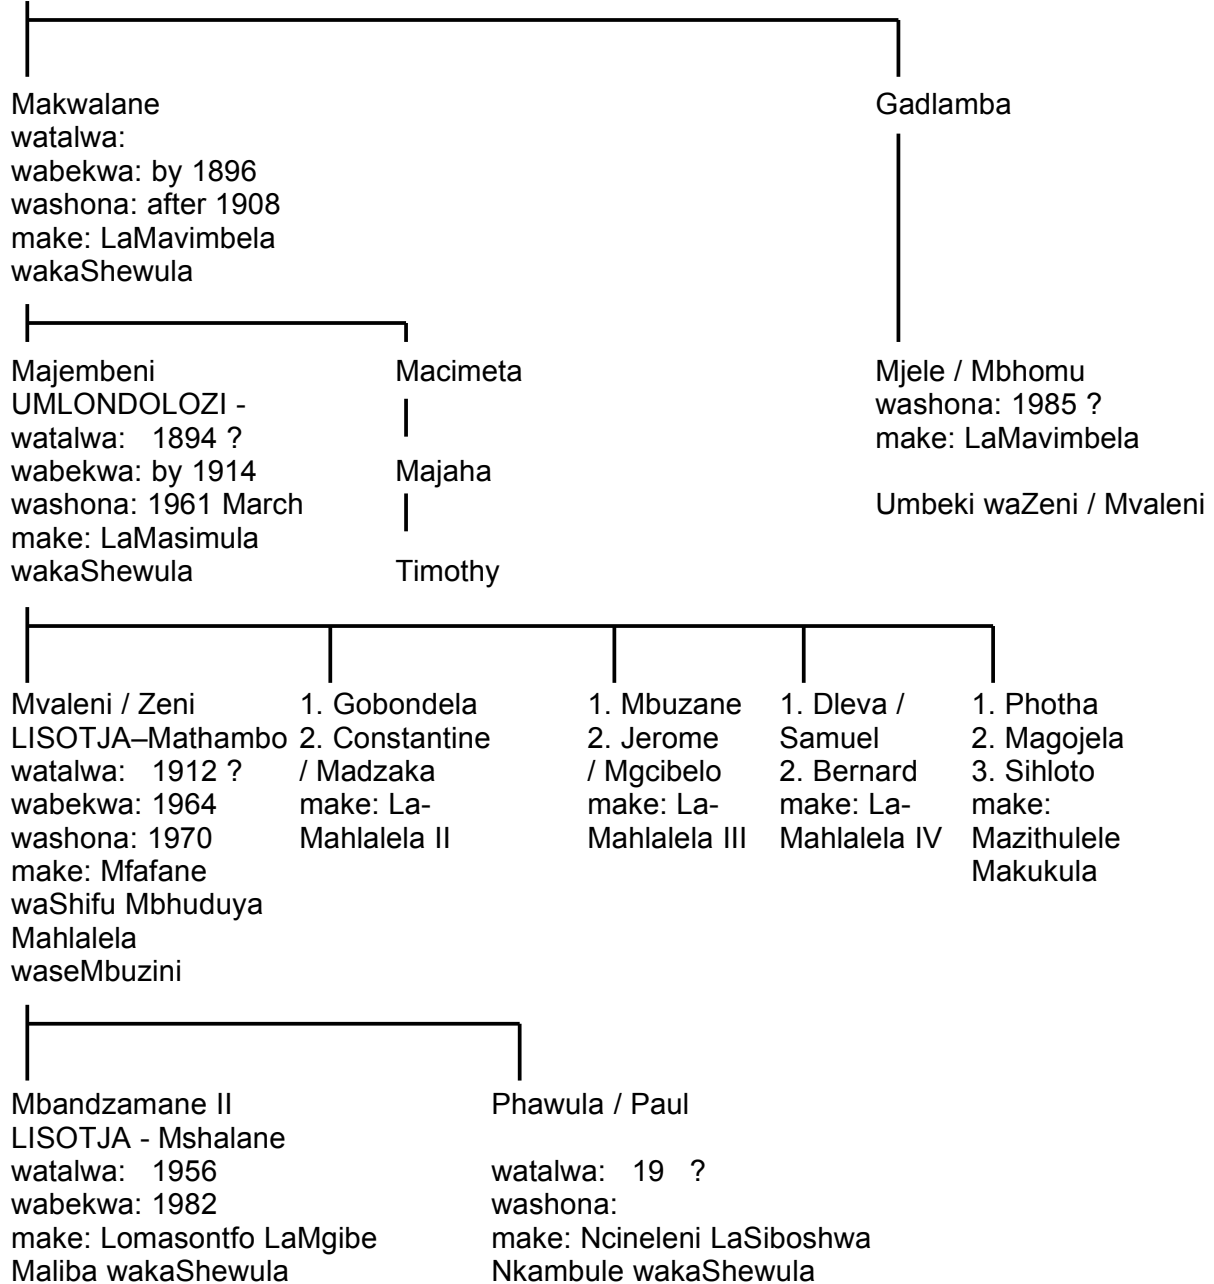 Makwalane
watalwa:
wabekwa: by 1896
washona: after 1908
make: LaMavimbela
wakaShewula
Gadlamba
Majembeni
UMLONDOLOZI -
watalwa: 1894 ?
wabekwa: by 1914
washona: 1961 March
make: LaMasimula
wakaShewula
Macimeta
Majaha
Timothy
Mjele / Mbhomu
washona: 1985 ?
make: LaMavimbela
Umbeki waZeni / Mvaleni
Mvaleni / Zeni
LISOTJA–Mathambo
watalwa: 1912 ?
wabekwa: 1964
washona: 1970
make: Mfafane
waShifu Mbhuduya
Mahlalela
waseMbuzini
1. Gobondela
2. Constantine
/ Madzaka
make: La-
Mahlalela II
1. Mbuzane
2. Jerome
/ Mgcibelo
make: La-
Mahlalela III
1. Dleva /
Samuel
2. Bernard
make: La-
Mahlalela IV
1. Photha
2. Magojela
3. Sihloto
make:
Mazithulele
Makukula
Mbandzamane II
LISOTJA - Mshalane
watalwa: 1956
wabekwa: 1982
make: Lomasontfo LaMgibe
Maliba wakaShewula
Phawula / Paul
watalwa: 19 ?
washona:
make: Ncineleni LaSiboshwa
Nkambule wakaShewula